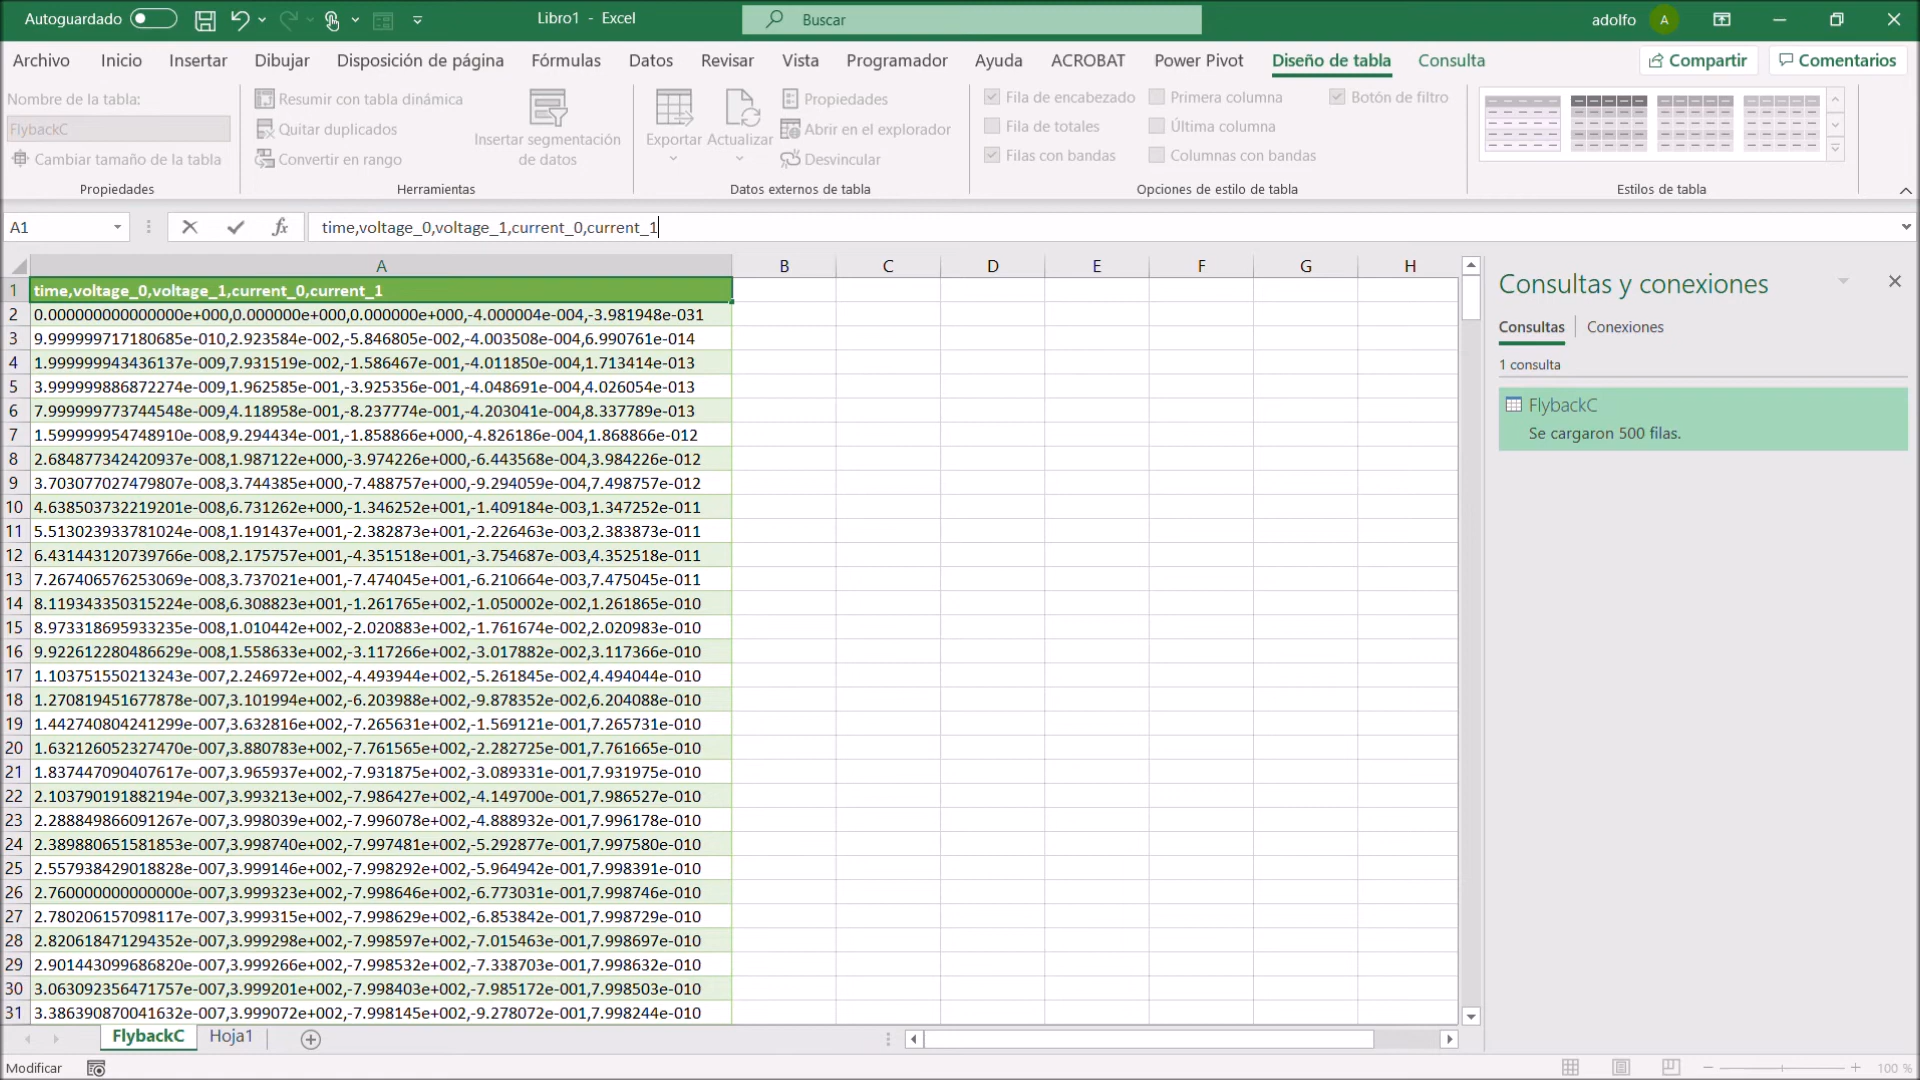 Autoguardado
Libro1 - Excel
Buscar
adolfo
A
Archivo Inicio Insertar Dibujar Disposición de página Fórmulas Datos Revisar Vista Programador Ayuda ACROBAT Power Pivot Diseño de tabla Consulta Compartir Comentarios
Nombre de la tabla:
FlybackC
Cambiar tamaño de la tabla
Propiedades
Resumir con tabla dinámica
Quitar duplicados
Convertir en rango
Insertar segmentación
de datos
Herramientas
Exportar
Actualizar
Propiedades
Abrir en el explorador
Desvincular
Datos externos de tabla
Fila de encabezado
Fila de totales
Filas con bandas
Primera columna
Última columna
Columnas con bandas
Botón de filtro
Opciones de estilo de tabla
Estilos de tabla
A1
fx
time,voltage_0,voltage_1,current_0,current_1
A B C D E F G H
1 time,voltage_0,voltage_1,current_0,current_1
2 0.000000000000000e+000,0.000000e+000,0.000000e+000,-4.000004e-004,-3.981948e-031
3 9.999999717180685e-010,2.923584e-002,-5.846805e-002,-4.003508e-004,6.990761e-014
4 1.999999943436137e-009,7.931519e-002,-1.586467e-001,-4.011850e-004,1.713414e-013
5 3.999999886872274e-009,1.962585e-001,-3.925356e-001,-4.048691e-004,4.026054e-013
6 7.999999773744548e-009,4.118958e-001,-8.237774e-001,-4.203041e-004,8.337789e-013
7 1.599999954748910e-008,9.294434e-001,-1.858866e+000,-4.826186e-004,1.868866e-012
8 2.684877342420937e-008,1.987122e+000,-3.974226e+000,-6.443568e-004,3.984226e-012
9 3.703077027479807e-008,3.744385e+000,-7.488757e+000,-9.294059e-004,7.498757e-012
10 4.638503732219201e-008,6.731262e+000,-1.346252e+001,-1.409184e-003,1.347252e-011
11 5.513023933781024e-008,1.191437e+001,-2.382873e+001,-2.226463e-003,2.383873e-011
12 6.431443120739766e-008,2.175757e+001,-4.351518e+001,-3.754687e-003,4.352518e-011
13 7.267406576253069e-008,3.737021e+001,-7.474045e+001,-6.210664e-003,7.475045e-011
14 8.119343350315224e-008,6.308823e+001,-1.261765e+002,-1.050002e-002,1.261865e-010
15 8.973318695933235e-008,1.010442e+002,-2.020883e+002,-1.761674e-002,2.020983e-010
16 9.922612280486629e-008,1.558633e+002,-3.117266e+002,-3.017882e-002,3.117366e-010
17 1.103751550213243e-007,2.246972e+002,-4.493944e+002,-5.261845e-002,4.494044e-010
18 1.270819451677878e-007,3.101994e+002,-6.203988e+002,-9.878352e-002,6.204088e-010
19 1.442740804241299e-007,3.632816e+002,-7.265631e+002,-1.569121e-001,7.265731e-010
20 1.632126052327470e-007,3.880783e+002,-7.761565e+002,-2.282725e-001,7.761665e-010
21 1.837447090407617e-007,3.965937e+002,-7.931875e+002,-3.089331e-001,7.931975e-010
22 2.103790191882194e-007,3.993213e+002,-7.986427e+002,-4.149700e-001,7.986527e-010
23 2.288849866091267e-007,3.998039e+002,-7.996078e+002,-4.888932e-001,7.996178e-010
24 2.389880651581853e-007,3.998740e+002,-7.997481e+002,-5.292877e-001,7.997580e-010
25 2.557938429018828e-007,3.999146e+002,-7.998292e+002,-5.964942e-001,7.998391e-010
26 2.760000000000000e-007,3.999323e+002,-7.998646e+002,-6.773031e-001,7.998746e-010
27 2.780206157098117e-007,3.999315e+002,-7.998629e+002,-6.853842e-001,7.998729e-010
28 2.820618471294352e-007,3.999298e+002,-7.998597e+002,-7.015463e-001,7.998697e-010
29 2.901443099686820e-007,3.999266e+002,-7.998532e+002,-7.338703e-001,7.998632e-010
30 3.063092356471757e-007,3.999201e+002,-7.998403e+002,-7.985172e-001,7.998503e-010
31 3.386390870041632e-007,3.999072e+002,-7.998145e+002,-9.278072e-001,7.998244e-010
Consultas y conexiones
Consultas Conexiones
1 consulta
FlybackC
Se cargaron 500 filas.
FlybackC Hoja1
Modificar
100 %